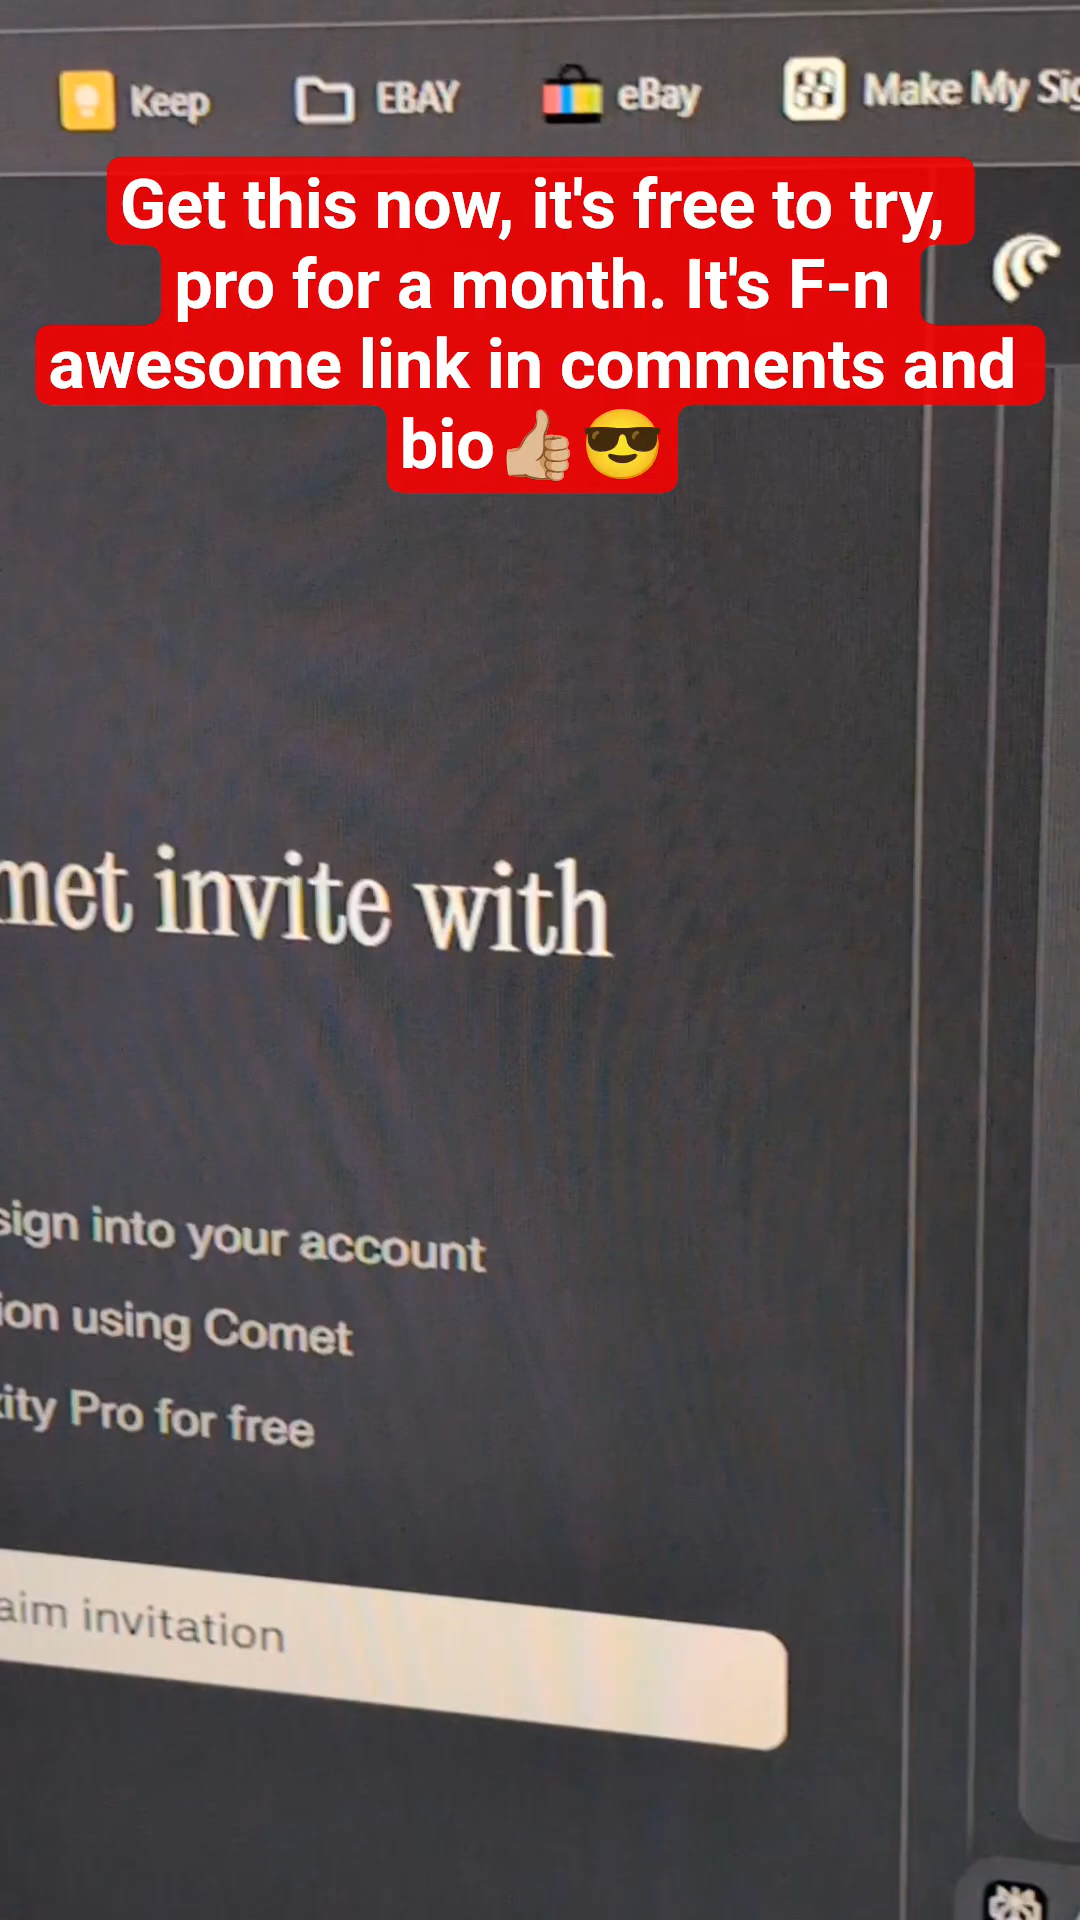 Keep EBAY eBay Make My
Get this now, it's free to try,
pro for a month. It's F-n
awesome link in comments and
bio👍🏼😎
met invite with
sign into your account
ion using Comet
ity Pro for free
aim invitation